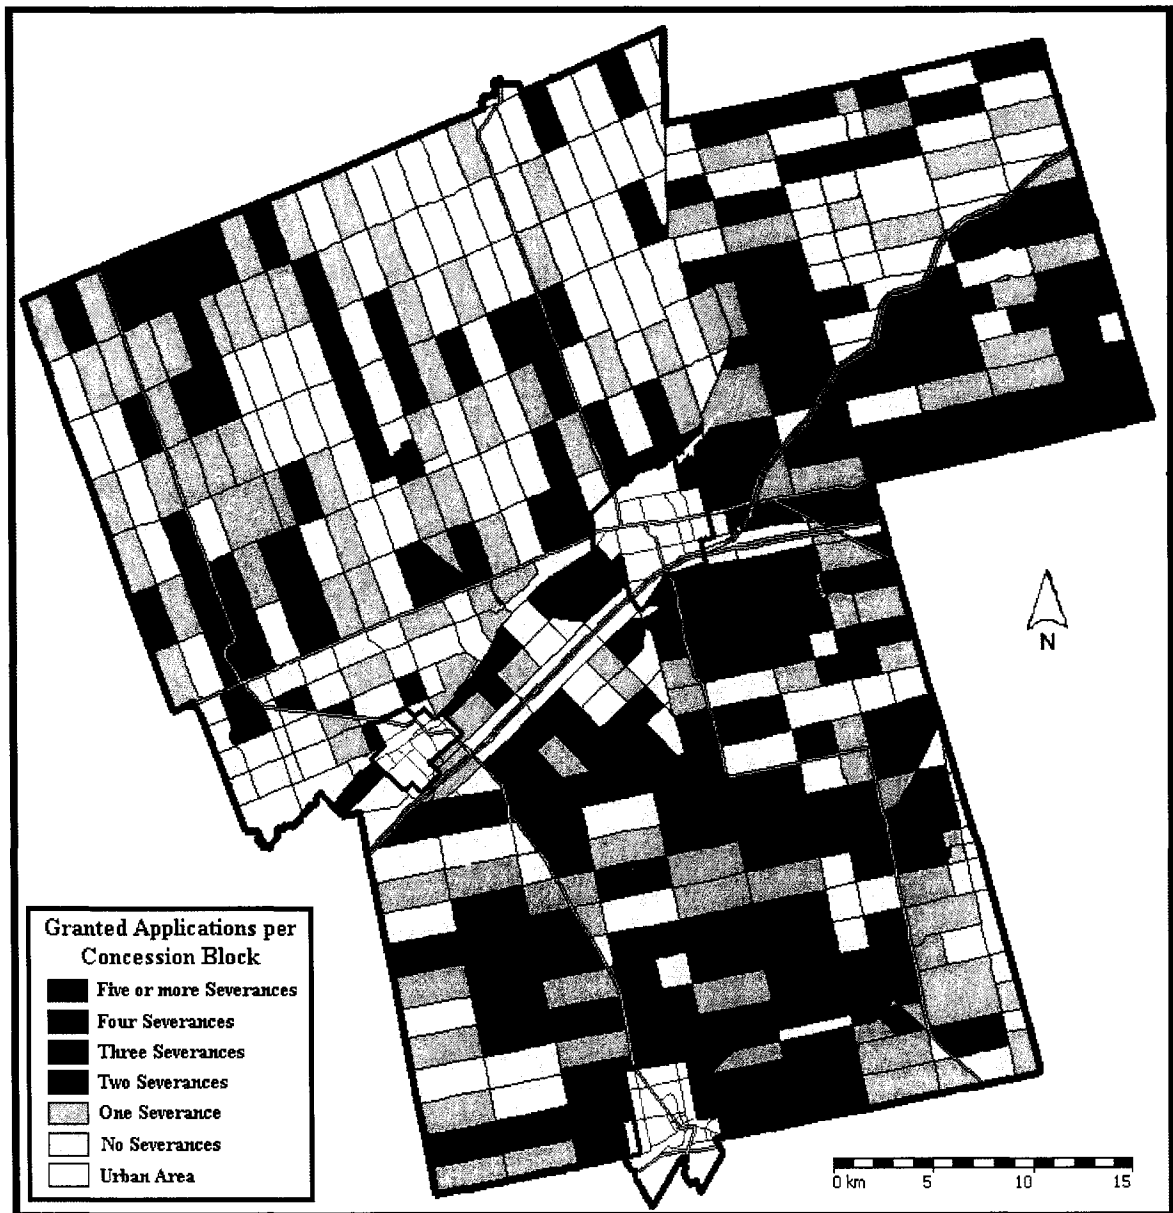 N
Granted Applications per
Concession Block
Five or more Severances
Four Severances
Three Severances
Two Severances
One Severance
No Severances
Urban Area
0 km 5 10 15